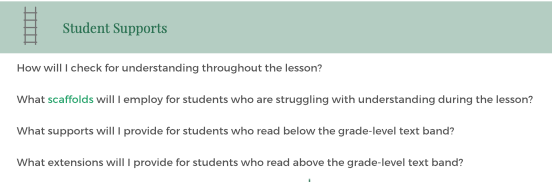 Student Supports
How will I check for understanding throughout the lesson?
What scaffolds will I employ for students who are struggling with understanding during the lesson?
What supports will I provide for students who read below the grade-level text band?
What extensions will I provide for students who read above the grade-level text band?